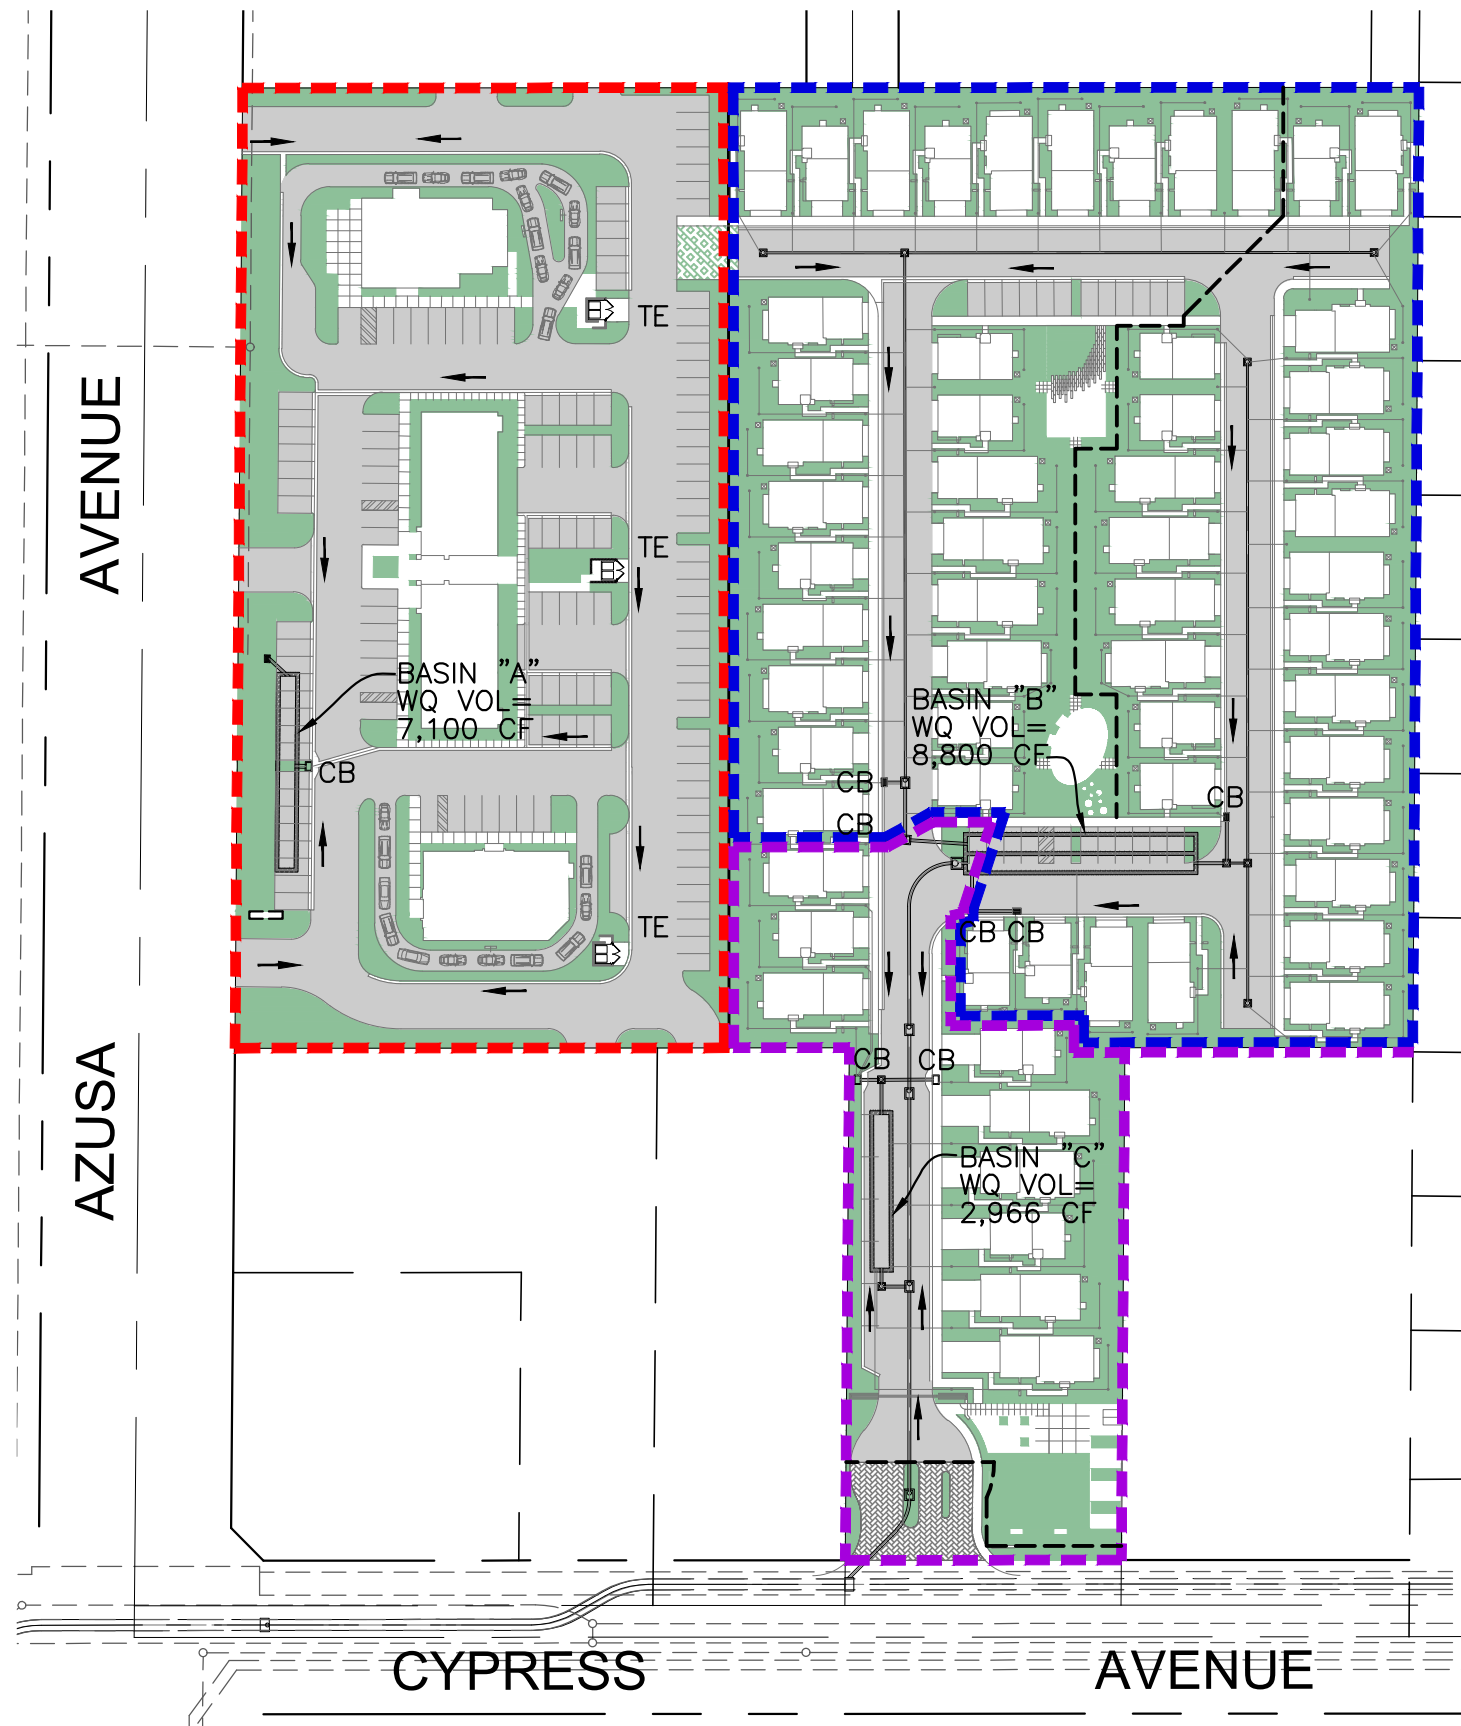 TE
AVENUE
TE
BASIN "A"
WQ VOL=
7,100 CF
BASIN "B"
WQ VOL=
8,800 CF
CB
CB
CB
CB
TE
CB CB
AZUSA
CB CB
BASIN "C"
WQ VOL=
2,966 CF
CYPRESS AVENUE